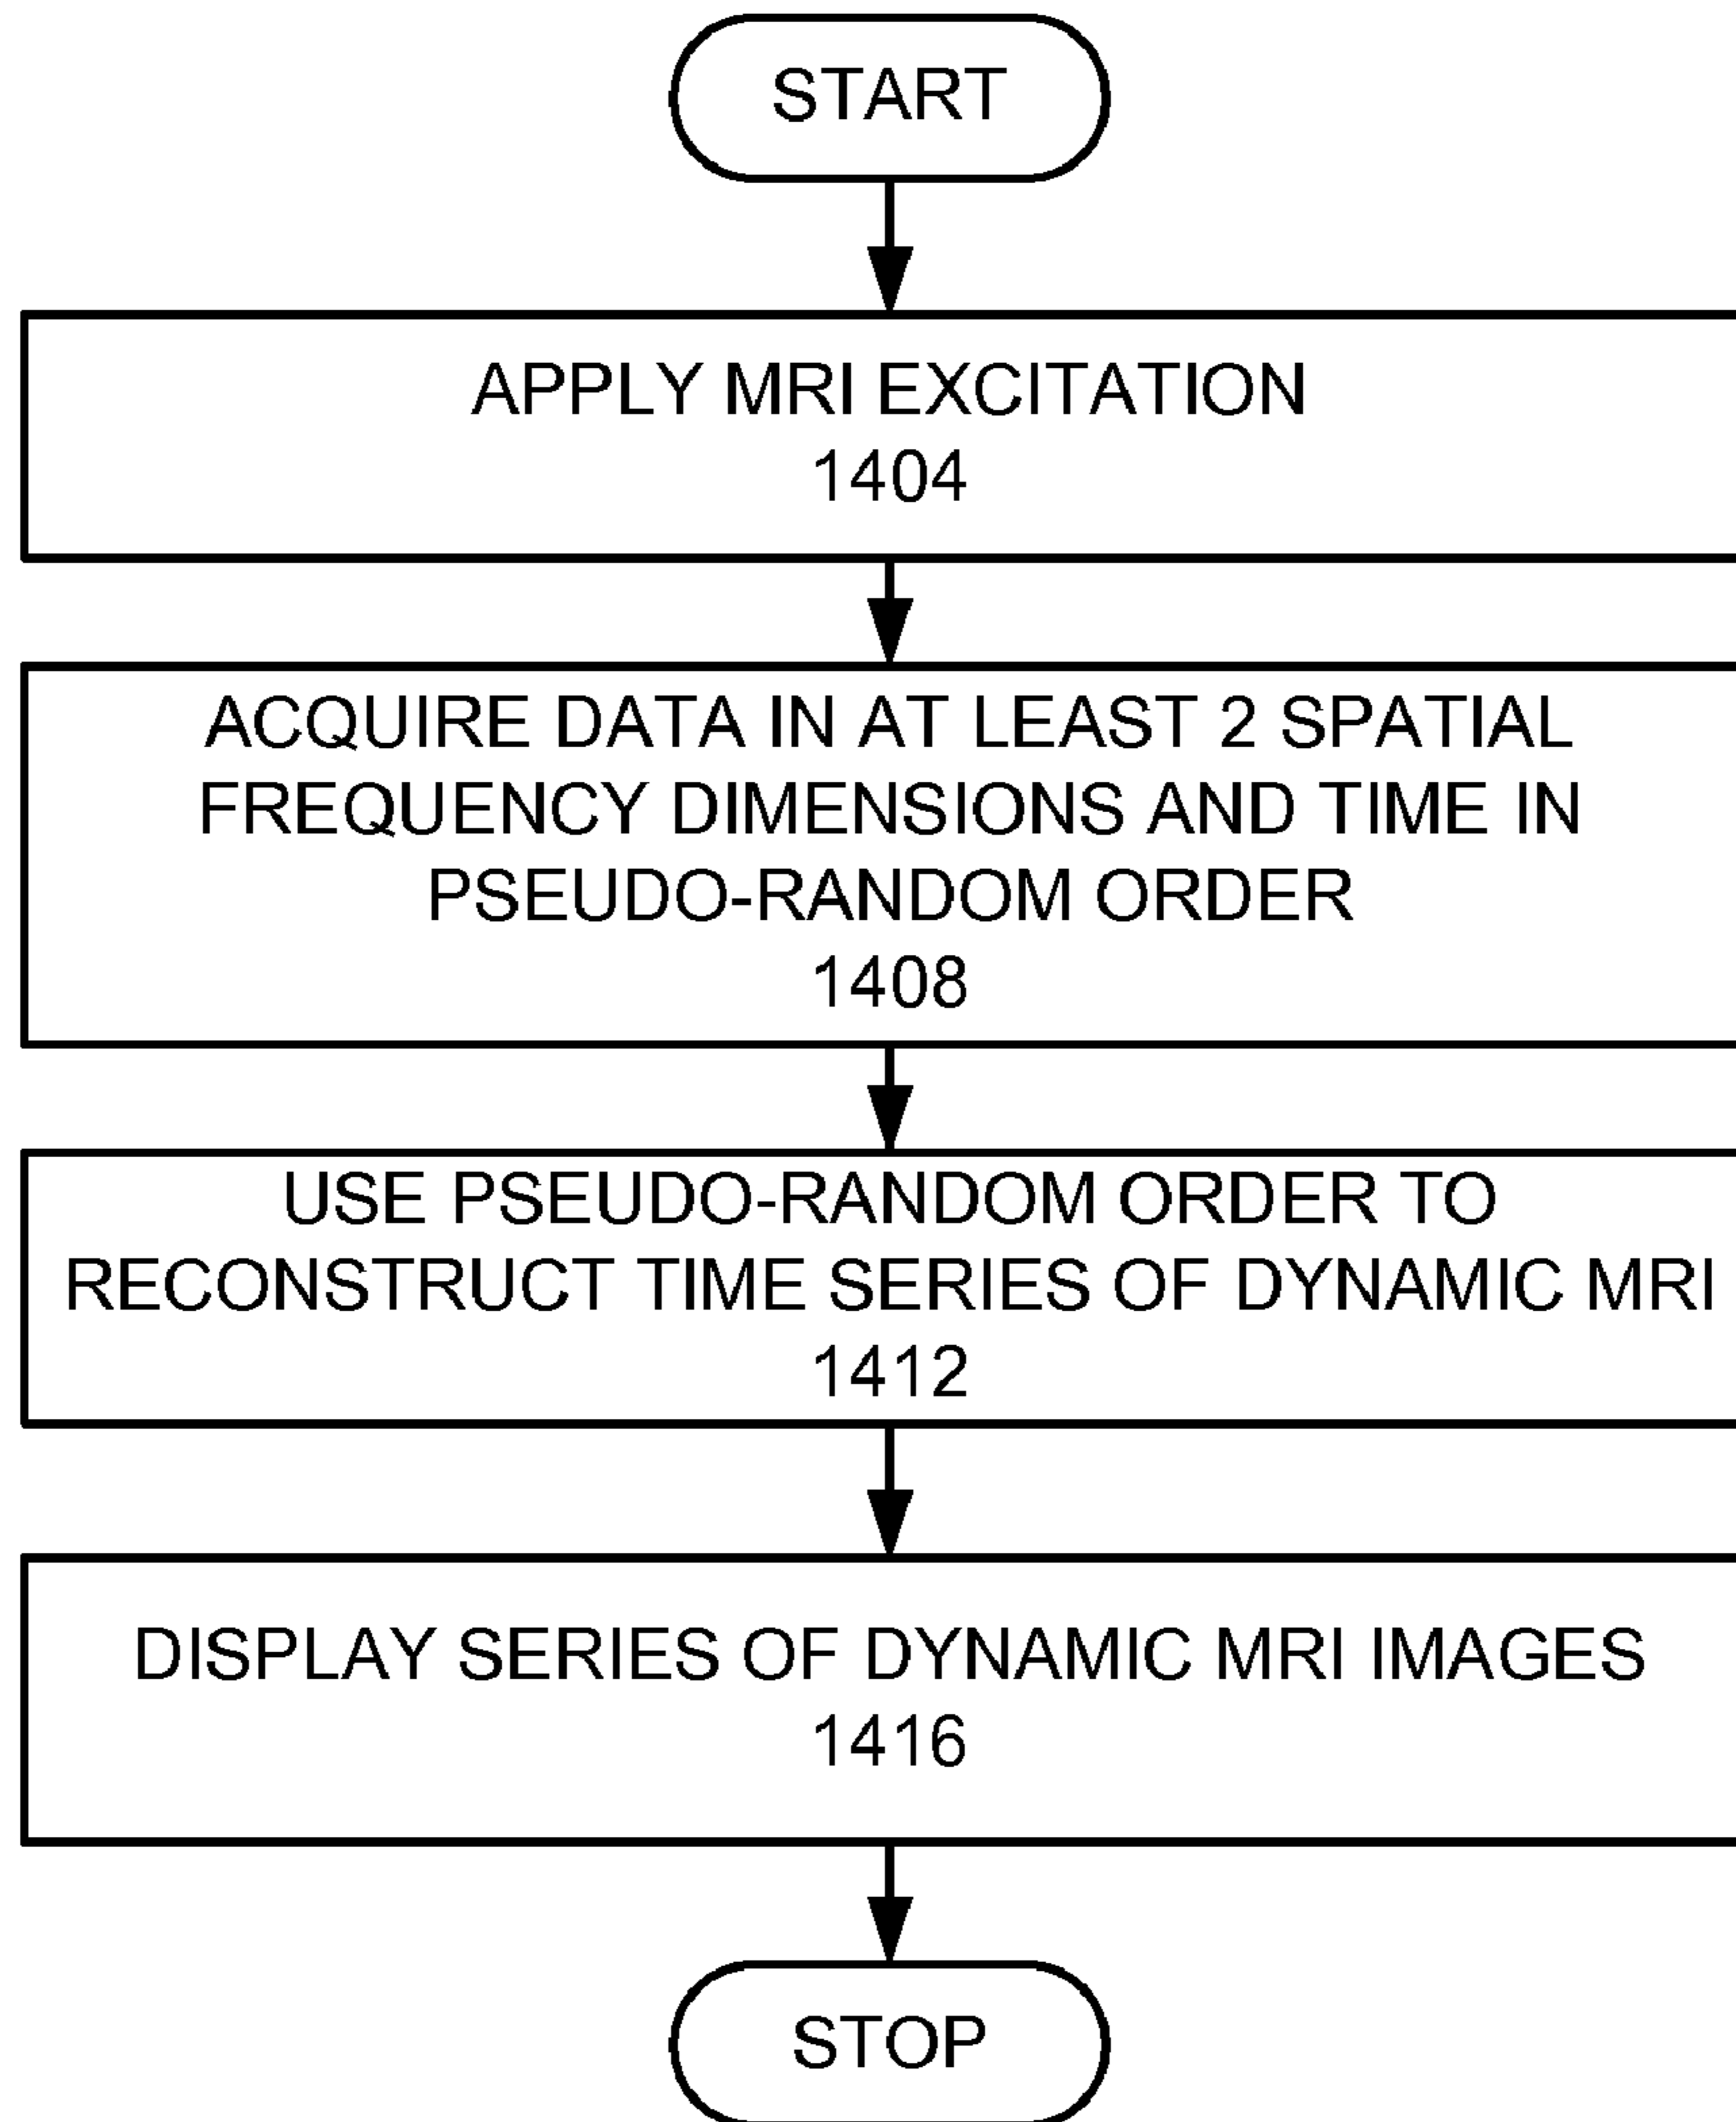 START
APPLY MRI EXCITATION
1404
ACQUIRE DATA IN AT LEAST 2 SPATIAL
FREQUENCY DIMENSIONS AND TIME IN
PSEUDO-RANDOM ORDER
1408
USE PSEUDO-RANDOM ORDER TO
RECONSTRUCT TIME SERIES OF DYNAMIC MRI
1412
DISPLAY SERIES OF DYNAMIC MRI IMAGES
1416
STOP